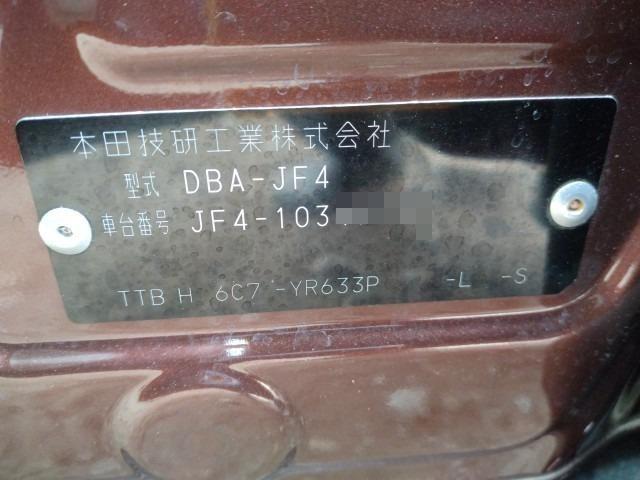 本田技研工業株式会社
型式 DBA-JF4
車台番号 JF4-103
TTB H 6C7 -YR633P -L -S